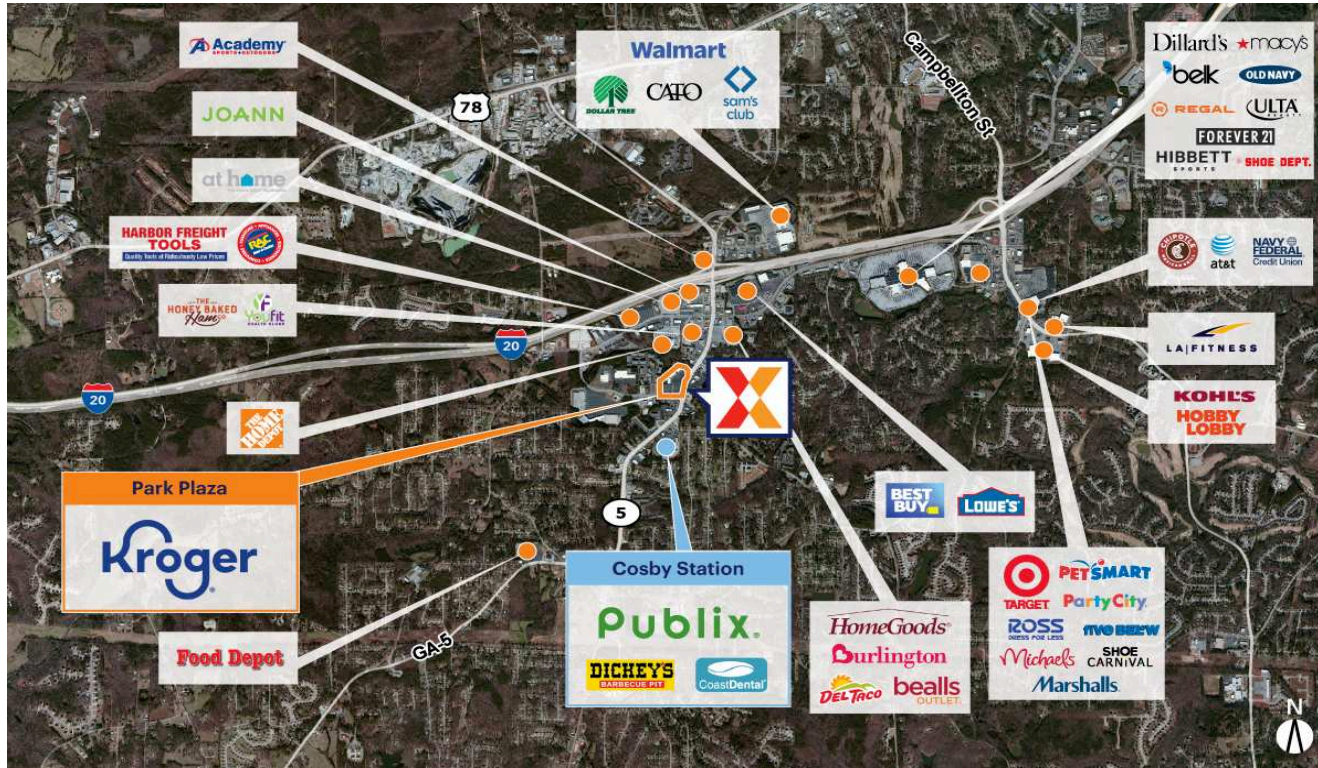 Academy
SPORTS+OUTDOORS
JOANN
at home
HARBOR FREIGHT
TOOLS
Quality Tools at Ridiculously Low Prices
RAC
THE
HONEY BAKED
Ham
YF
Youfit
HEALTH CLUBS
THE
HOME
DEPOT
78
Walmart
DOLLAR TREE
CATO
sam's
club
Campbellton St
Dillard's
macy's
belk
OLD NAVY
REGAL
ULTA
BEAUTY
FOREVER 21
HIBBETT
SPORTS
SHOE DEPT.
CHIPOTLE
MEXICAN GRILL
at&t
NAVY
FEDERAL
Credit Union
LA|FITNESS
KOHL'S
HOBBY
LOBBY
20
20
Park Plaza
Kroger
5
BEST
BUY
LOWE'S
Cosby Station
Publix
DICKEY'S
BARBECUE PIT
CoastDental
Food Depot
GA-5
HomeGoods
Burlington
DEL TACO
bealls
OUTLET
TARGET
PETSMART
Party City
ROSS
DRESS FOR LESS
FIVE BELOW
Michaels
SHOE
CARNIVAL
Marshalls
N